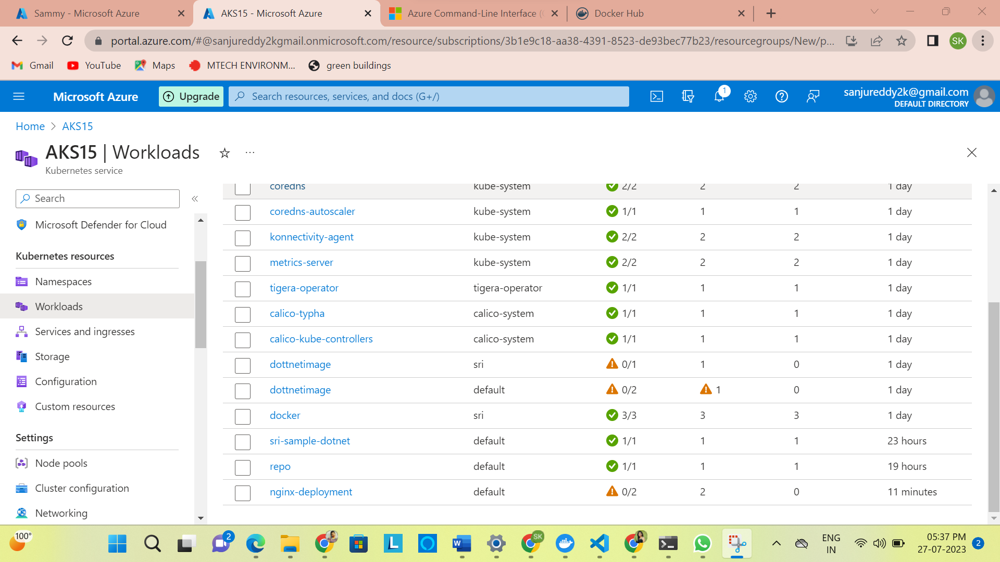 Sammy - Microsoft Azure
AKS15 - Microsoft Azure
Azure Command-Line Interface (
Docker Hub
portal.azure.com/#@sanjureddy2kgmail.onmicrosoft.com/resource/subscriptions/3b1e9c18-aa38-4391-8523-de93bec77b23/resourcegroups/New/p...
SK
Gmail
YouTube
Maps
MTECH ENVIRONM...
green buildings
Microsoft Azure
Upgrade
Search resources, services, and docs (G+/)
1
sanjureddy2k@gmail.com
DEFAULT DIRECTORY
Home > AKS15
AKS15 | Workloads
Kubernetes service
Search
Microsoft Defender for Cloud
Kubernetes resources
Namespaces
Workloads
Services and ingresses
Storage
Configuration
Custom resources
Settings
Node pools
Cluster configuration
Networking
coredns kube-system 2/2 2 2 1 day
coredns-autoscaler kube-system 1/1 1 1 1 day
konnectivity-agent kube-system 2/2 2 2 1 day
metrics-server kube-system 2/2 2 2 1 day
tigera-operator tigera-operator 1/1 1 1 1 day
calico-typha calico-system 1/1 1 1 1 day
calico-kube-controllers calico-system 1/1 1 1 1 day
dottnetimage sri 0/1 1 0 1 day
dottnetimage default 0/2 1 0 1 day
docker sri 3/3 3 3 1 day
sri-sample-dotnet default 1/1 1 1 23 hours
repo default 1/1 1 1 19 hours
nginx-deployment default 0/2 2 0 11 minutes
100°
2
SK
ENG
IN
05:37 PM
27-07-2023
2